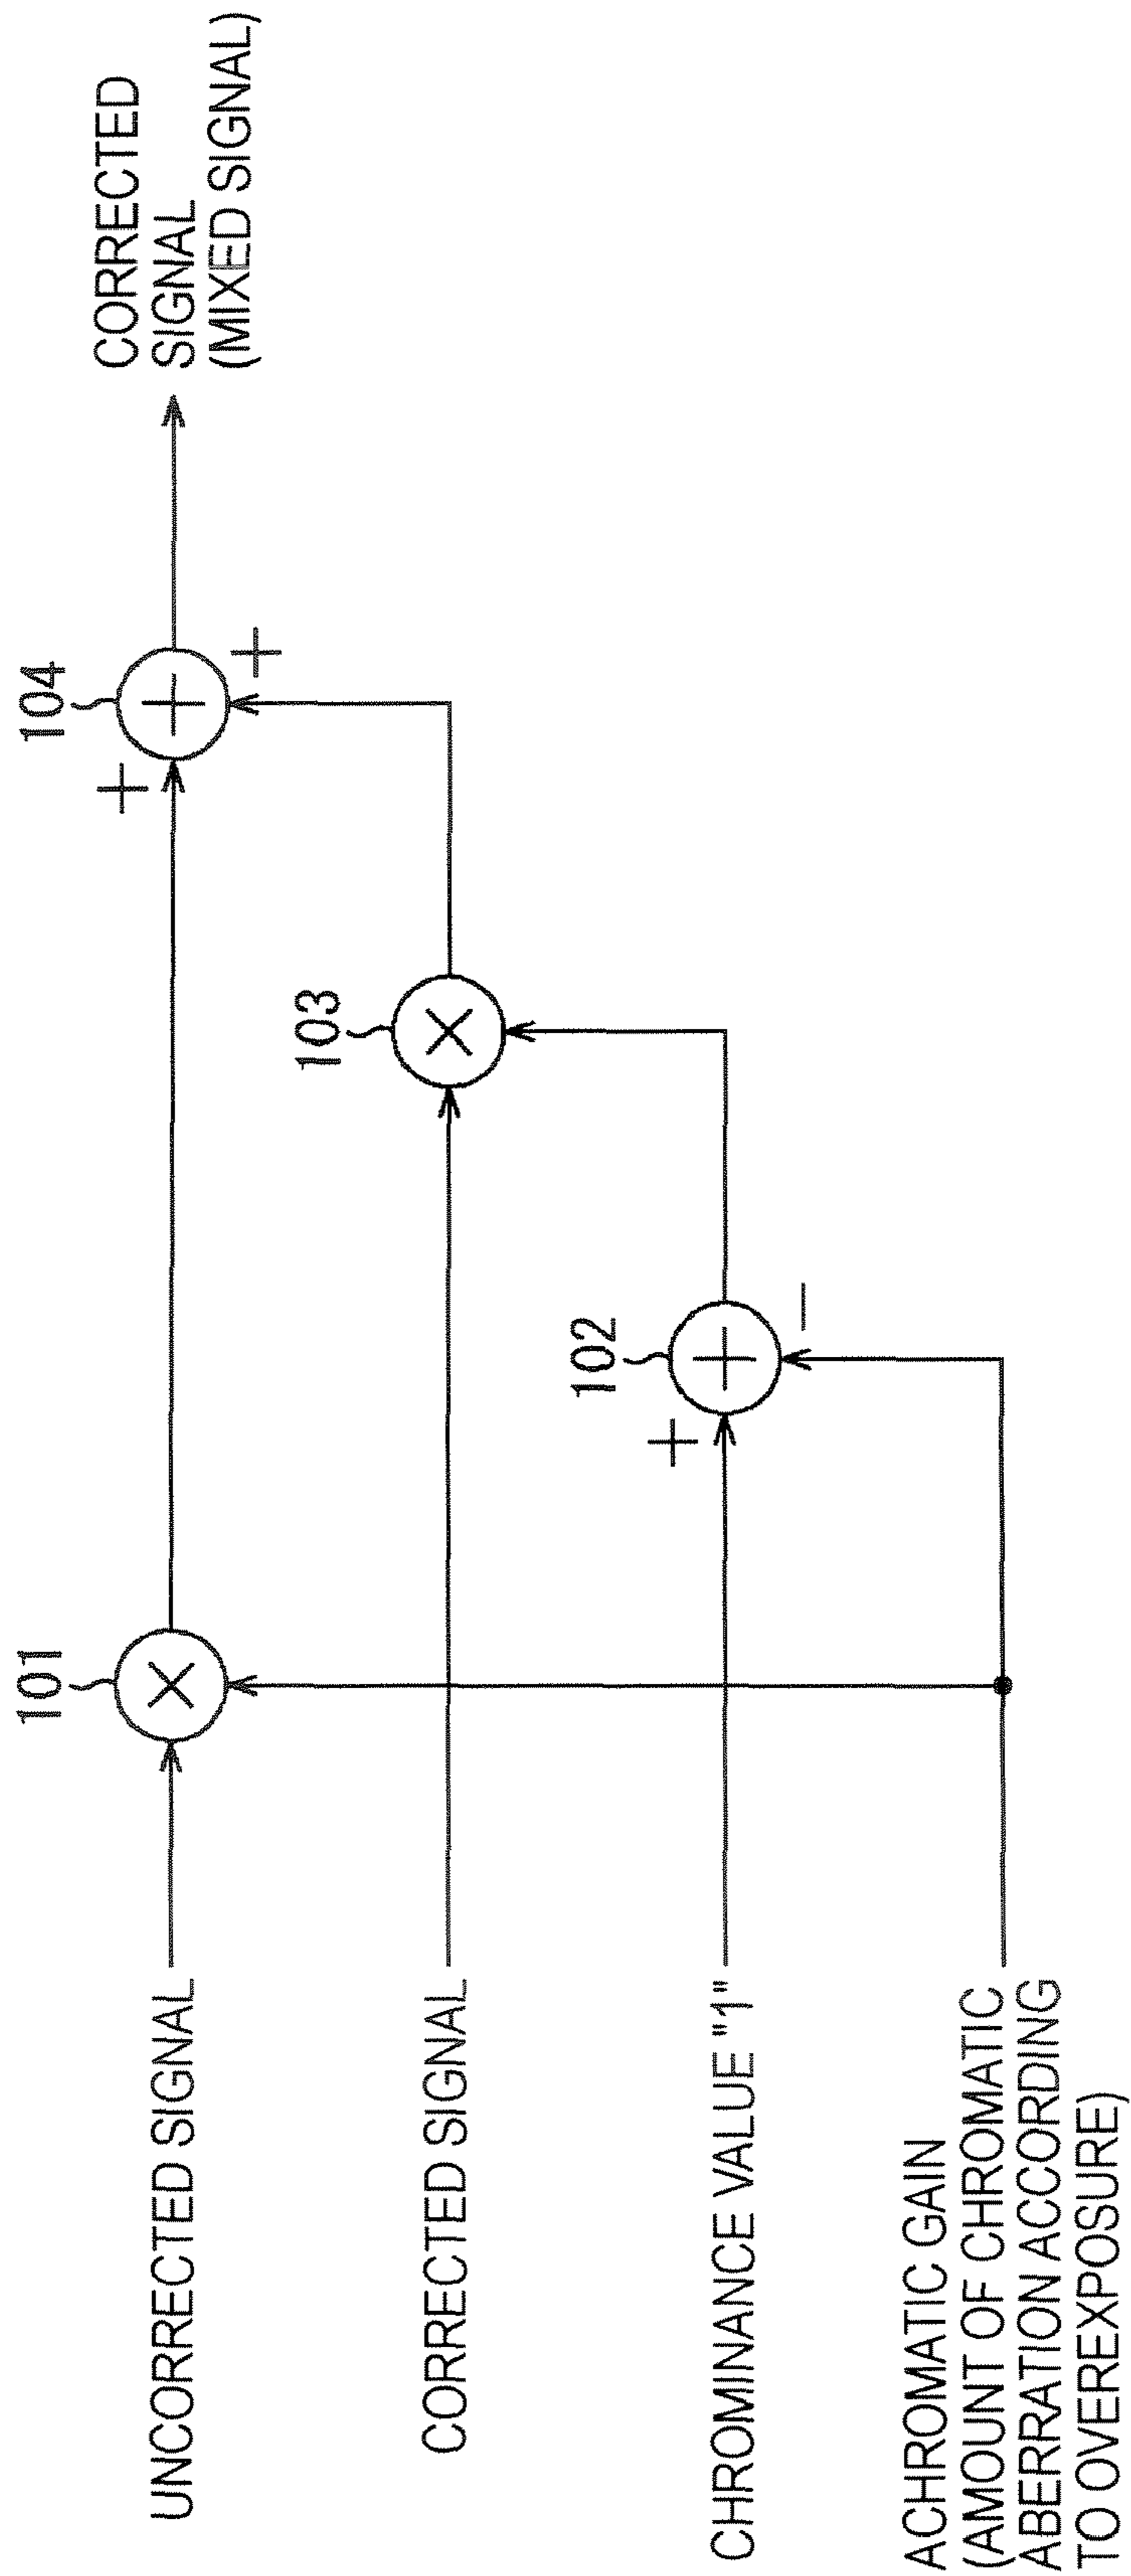 UNCORRECTED SIGNAL
CORRECTED SIGNAL
CHROMINANCE VALUE "1"
ACHROMATIC GAIN
(AMOUNT OF CHROMATIC
ABERRATION ACCORDING
TO OVEREXPOSURE)
101
×
102
+
+
−
103
×
104
+
+
+
CORRECTED
SIGNAL
(MIXED SIGNAL)